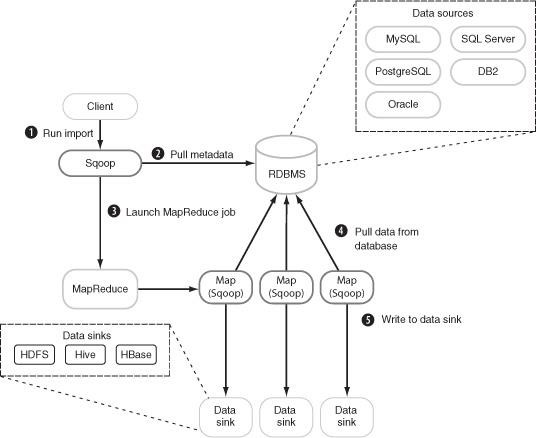 Data sources
MySQL
SQL Server
PostgreSQL
DB2
Oracle
Client
1 Run import
Sqoop
2 Pull metadata
RDBMS
3 Launch MapReduce job
4 Pull data from
database
MapReduce
Map
(Sqoop)
Map
(Sqoop)
Map
(Sqoop)
5 Write to data sink
Data sinks
HDFS
Hive
HBase
Data
sink
Data
sink
Data
sink